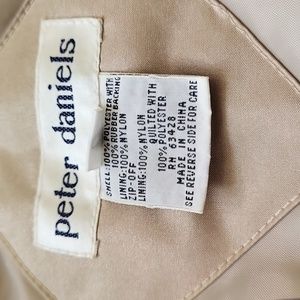 peter daniels
SHELL:100% POLYESTER WITH
100% RUBBER BACKING
LINING:100% NYLON
ZIP-OFF QUILTED WITH
LINING:100% NYLON
100% POLYESTER
RN 63428
MADE IN CHINA
SEE REVERSE SIDE FOR CARE